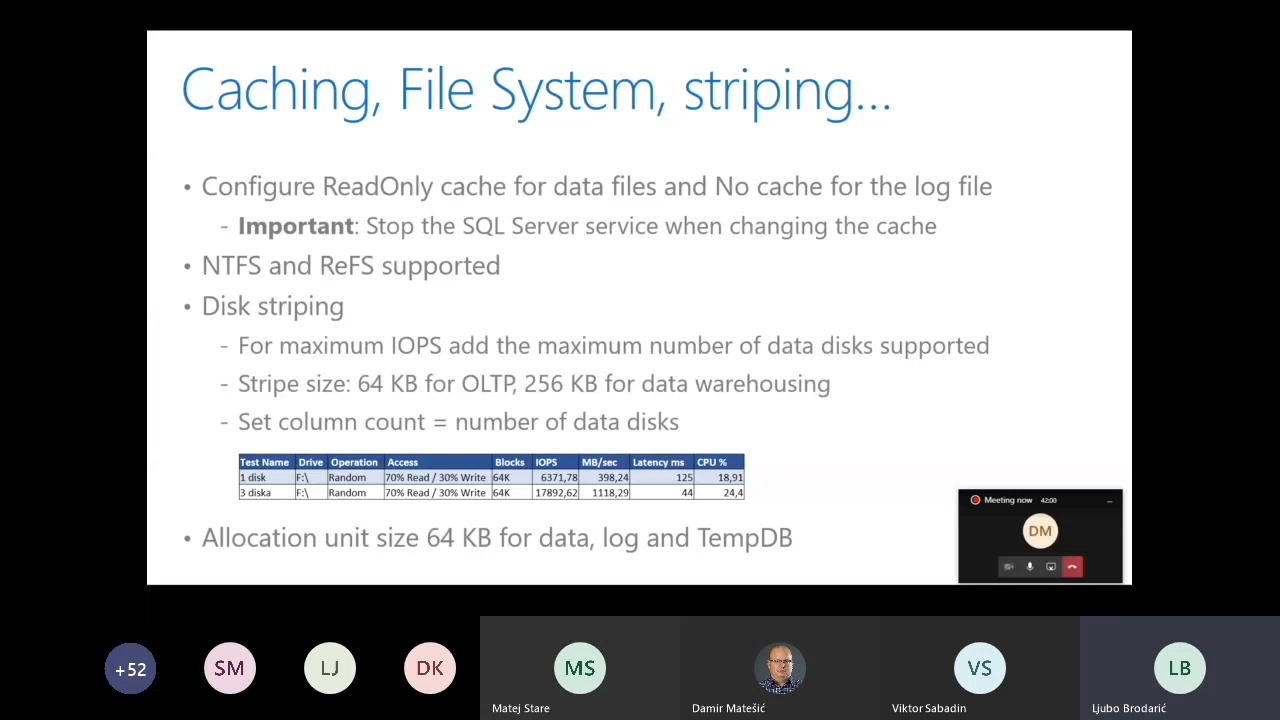 Caching, File System, striping...
• Configure ReadOnly cache for data files and No cache for the log file
- Important: Stop the SQL Server service when changing the cache
• NTFS and ReFS supported
• Disk striping
- For maximum IOPS add the maximum number of data disks supported
- Stripe size: 64 KB for OLTP, 256 KB for data warehousing
- Set column count = number of data disks
Test Name Drive Operation Access Blocks IOPS MB/sec Latency ms CPU %
1 disk F:\ Random 70% Read / 30% Write 64K 6371,78 398,24 125 18,91
3 diska F:\ Random 70% Read / 30% Write 64K 17892,62 1118,29 44 24,4
• Allocation unit size 64 KB for data, log and TempDB
Meeting now 42:00
DM
+52 SM LJ DK MS VS LB
Matej Stare Damir Matešić Viktor Sabadin Ljubo Brodarić